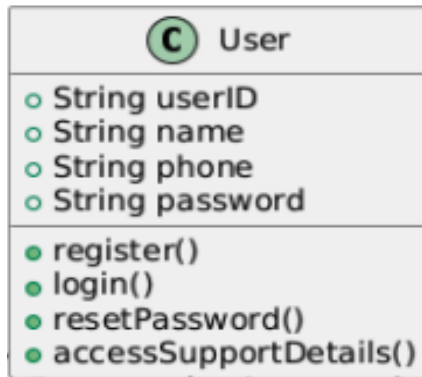 C User
String userID
String name
String phone
String password
register()
login()
resetPassword()
accessSupportDetails()